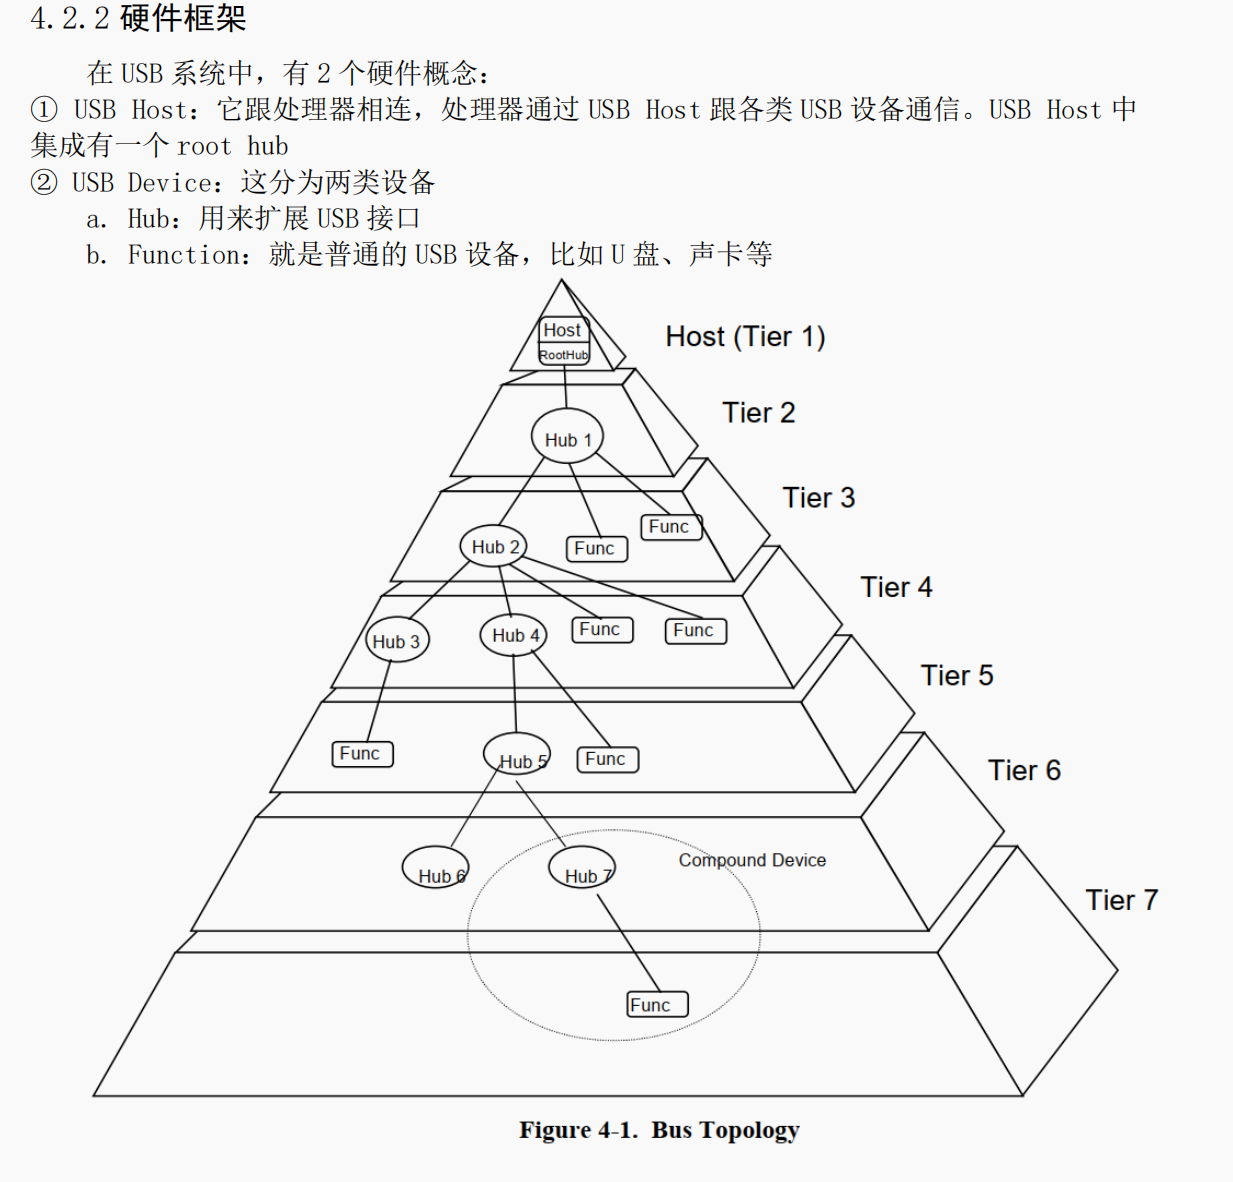 4.2.2 硬件框架
在 USB 系统中，有 2 个硬件概念：
① USB Host：它跟处理器相连，处理器通过 USB Host 跟各类 USB 设备通信。USB Host 中
集成有一个 root hub
② USB Device：这分为两类设备
a. Hub：用来扩展 USB 接口
b. Function：就是普通的 USB 设备，比如 U 盘、声卡等
Host
RootHub
Host (Tier 1)
Tier 2
Hub 1
Tier 3
Func
Hub 2
Func
Tier 4
Hub 3
Hub 4
Func
Func
Tier 5
Func
Hub 5
Func
Tier 6
Hub 6
Hub 7
Compound Device
Tier 7
Func
Figure 4-1. Bus Topology